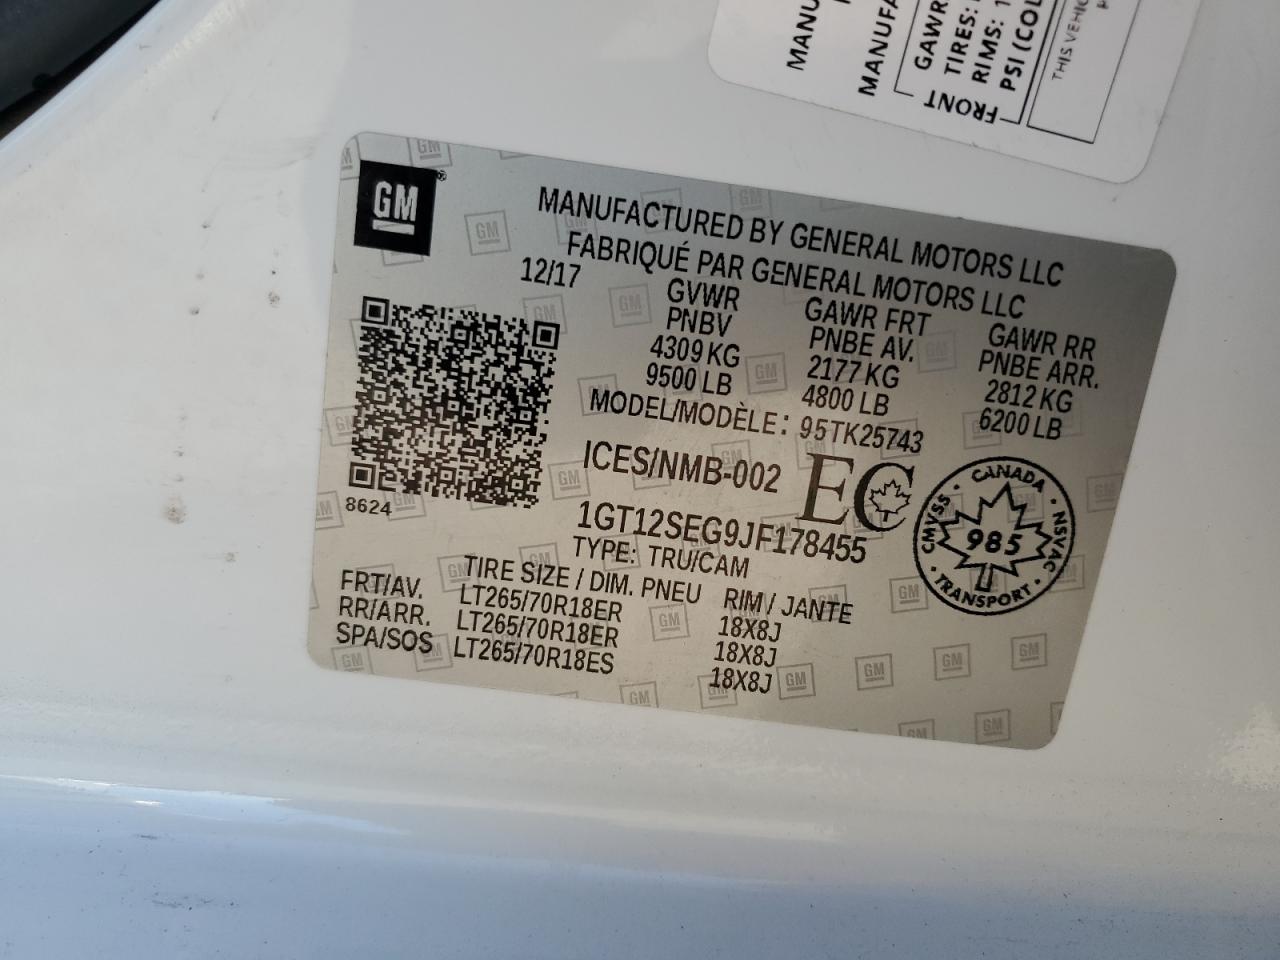 MANU
MANUFA
GAWR
TIRES:
RIMS: 1
PSI (COL
FRONT
THIS VEHIC
GM
MANUFACTURED BY GENERAL MOTORS LLC
FABRIQUÉ PAR GENERAL MOTORS LLC
12/17
GVWR GAWR FRT GAWR RR
PNBV PNBE AV. PNBE ARR.
4309 KG 2177 KG 2812 KG
9500 LB 4800 LB 6200 LB
MODEL/MODÈLE: 95TK25743
ICES/NMB-002 EC
8624
1GT12SEG9JF178455
TYPE: TRU/CAM
CANADA
CMVSS 985 NSVAC
TRANSPORT
TIRE SIZE / DIM. PNEU RIM / JANTE
FRT/AV. LT265/70R18ER 18X8J
RR/ARR. LT265/70R18ER 18X8J
SPA/SOS LT265/70R18ES 18X8J